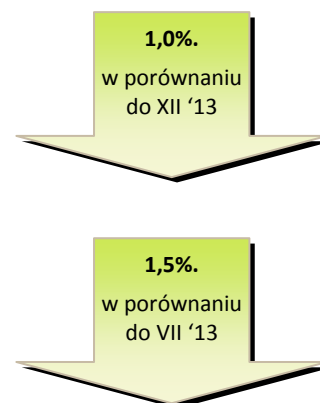 1,0%.
w porównaniu
do XII ‘13
1,5%.
w porównaniu
do VII ‘13